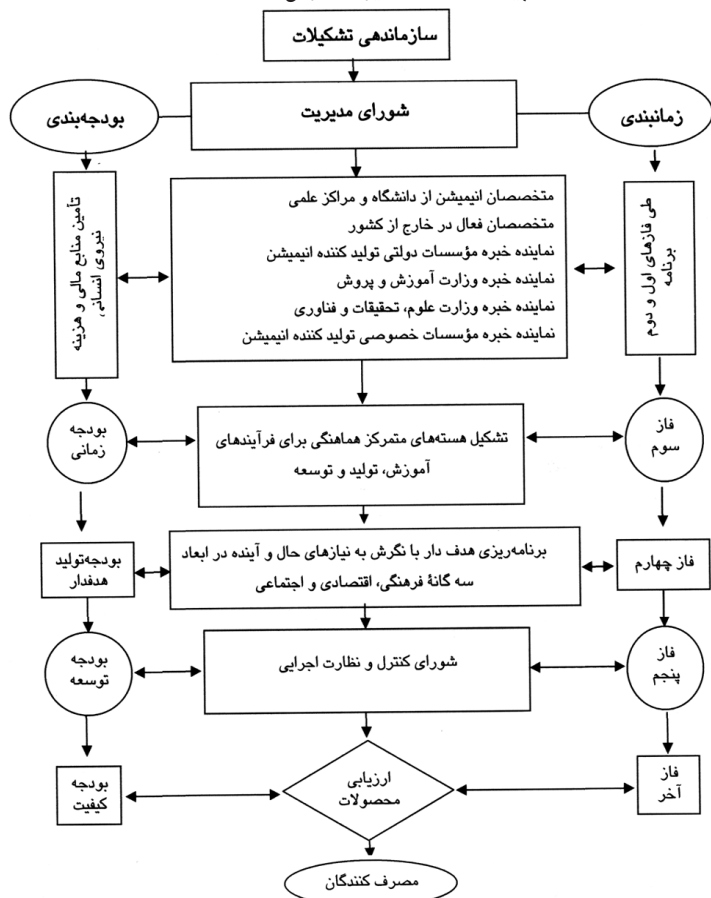 سازماندهی تشکیلات
زمانبندی
شورای مدیریت
بودجه‌بندی
طی فازهای اول و دوم
برنامه
متخصصان انیمیشن از دانشگاه و مراکز علمی
متخصصان فعال در خارج از کشور
نماینده خبره مؤسسات دولتی تولید کننده انیمیشن
نماینده خبره وزارت آموزش و پروش
نماینده خبره وزارت علوم، تحقیقات و فناوری
نماینده خبره مؤسسات خصوصی تولید کننده انیمیشن
تأمین منابع مالی و هزینه
نیروی انسانی
فاز
سوم
تشکیل هسته‌های متمرکز هماهنگی برای فرآیندهای
آموزش، تولید و توسعه
بودجه
زمانی
فاز چهارم
برنامه‌ریزی هدف دار با نگرش به نیازهای حال و آینده در ابعاد
سه گانهٔ فرهنگی، اقتصادی و اجتماعی
بودجه‌تولید
هدفدار
فاز
پنجم
شورای کنترل و نظارت اجرایی
بودجه
توسعه
فاز
آخر
ارزیابی
محصولات
بودجه
کیفیت
مصرف کنندگان